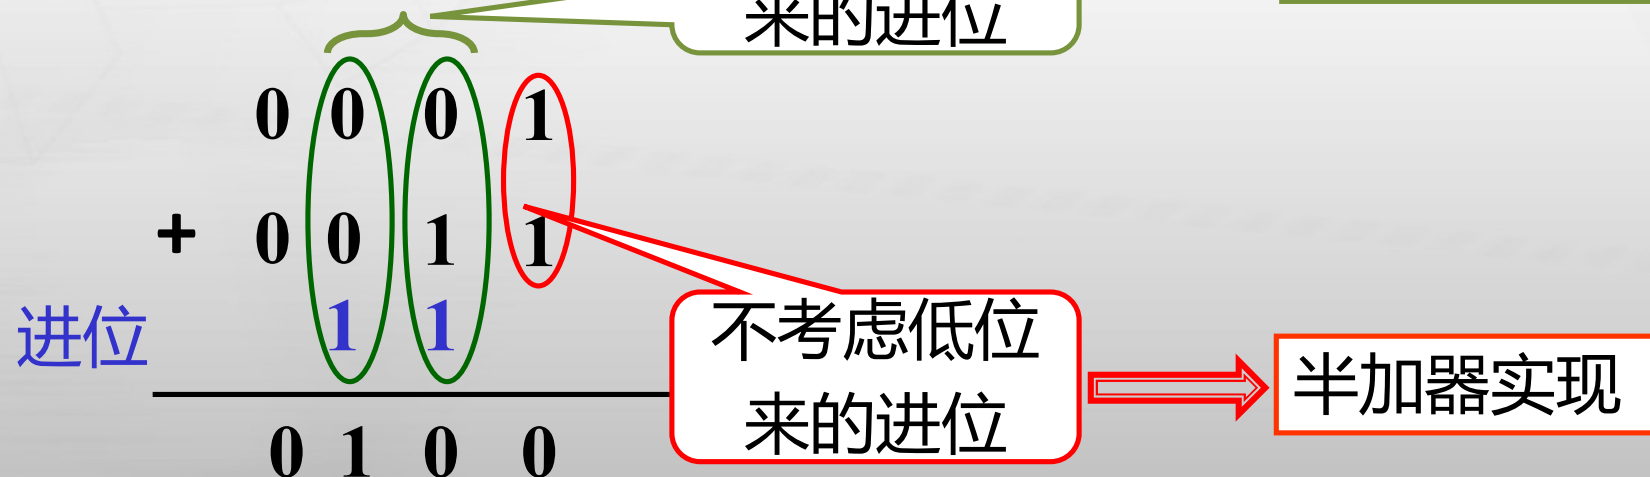 来的进位
0 0 0 1
+ 0 0 1 1
进位 1 1
不考虑低位
来的进位
半加器实现
0 1 0 0